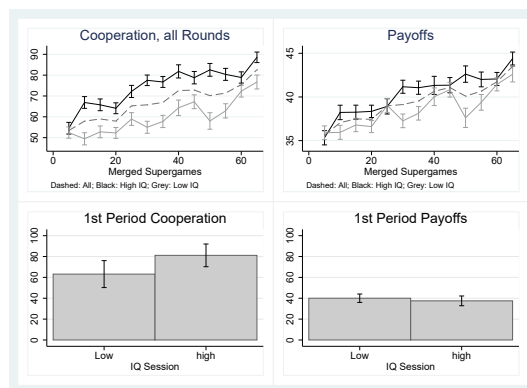 Cooperation, all Rounds
90
80
70
60
50
0 20 40 60
Merged Supergames
Dashed: All; Black: High IQ; Grey: Low IQ
Payoffs
45
40
35
0 20 40 60
Merged Supergames
Dashed: All; Black: High IQ; Grey: Low IQ
1st Period Cooperation
100
80
60
40
20
0
Low high
IQ Session
1st Period Payoffs
100
80
60
40
20
0
Low high
IQ Session